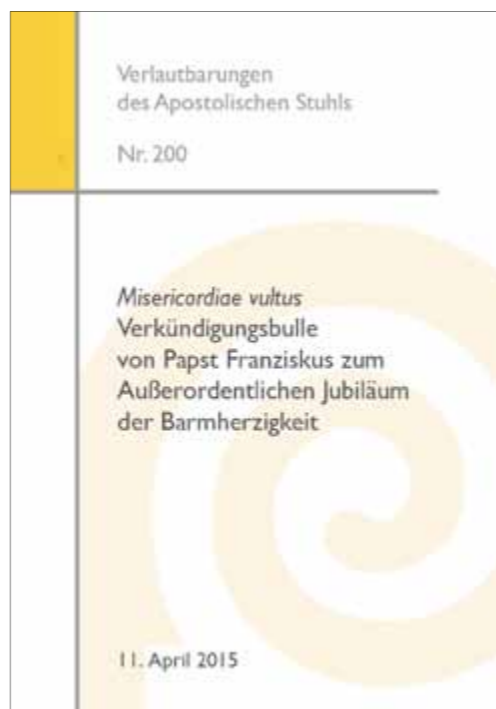 Verlautbarungen
des Apostolischen Stuhls
Nr. 200
Misericordiae vultus
Verkündigungsbulle
von Papst Franziskus zum
Außerordentlichen Jubiläum
der Barmherzigkeit
11. April 2015